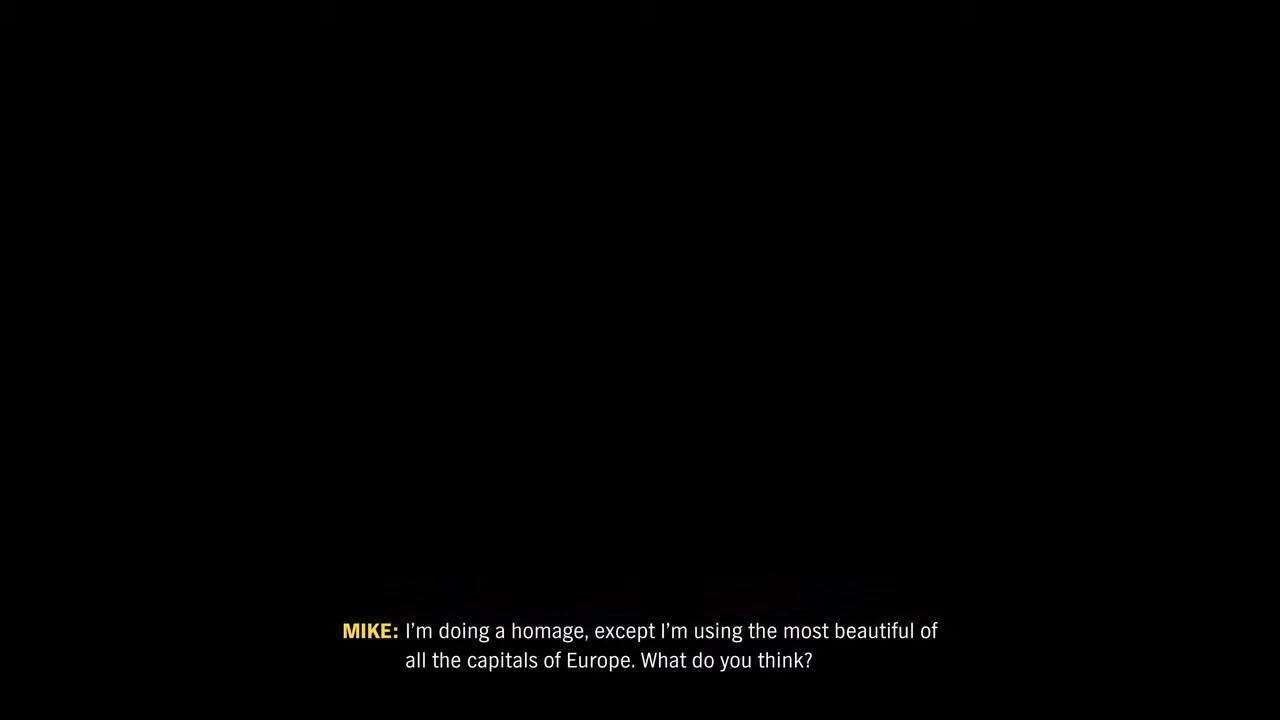 MIKE: I’m doing a homage, except I’m using the most beautiful of
all the capitals of Europe. What do you think?